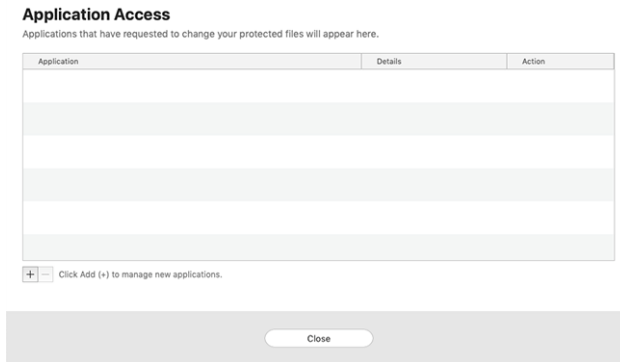 Application Access
Applications that have requested to change your protected files will appear here.
Application Details Action
+ − Click Add (+) to manage new applications.
Close